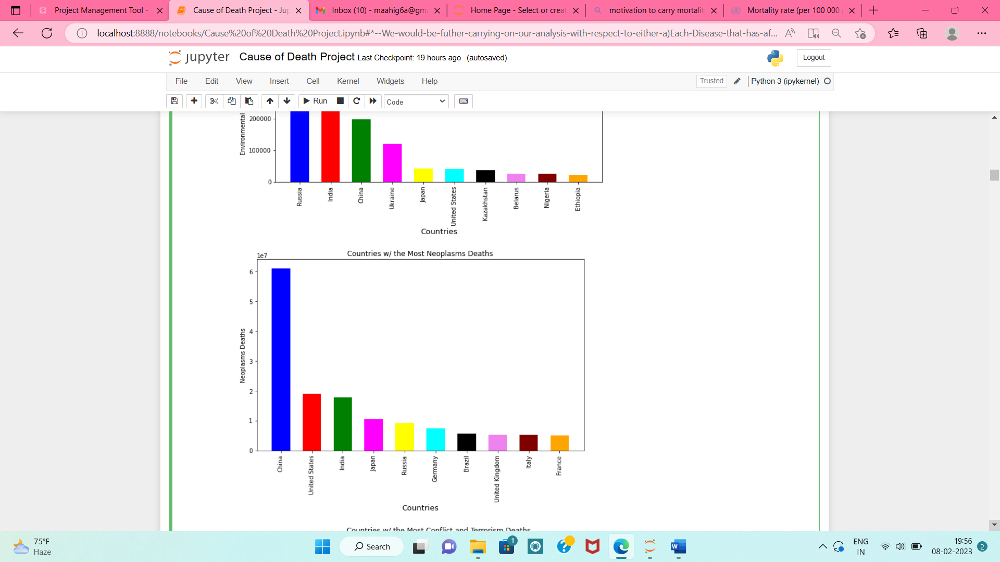 Project Management Tool -
Cause of Death Project - Jup
Inbox (10) - maahig6a@gma
Home Page - Select or creat
motivation to carry mortalit
Mortality rate (per 100 000
localhost:8888/notebooks/Cause%20of%20Death%20Project.ipynb#*--We-would-be-futher-carrying-on-our-analysis-with-respect-to-either-a)Each-Disease-that-has-af...
jupyter Cause of Death Project Last Checkpoint: 19 hours ago (autosaved)
Logout
File Edit View Insert Cell Kernel Widgets Help
Trusted
Python 3 (ipykernel)
Run
Code
Environmental
200000
100000
0
Russia
India
China
Ukraine
Japan
United States
Kazakhstan
Belarus
Nigeria
Ethiopia
Countries
Countries w/ the Most Neoplasms Deaths
1e7
6
5
4
3
2
1
0
Neoplasms Deaths
China
United States
India
Japan
Russia
Germany
Brazil
United Kingdom
Italy
France
Countries
Countries w/ the Most Conflict and Terrorism Deaths
75°F
Haze
Search
1
ENG
IN
19:56
08-02-2023
2